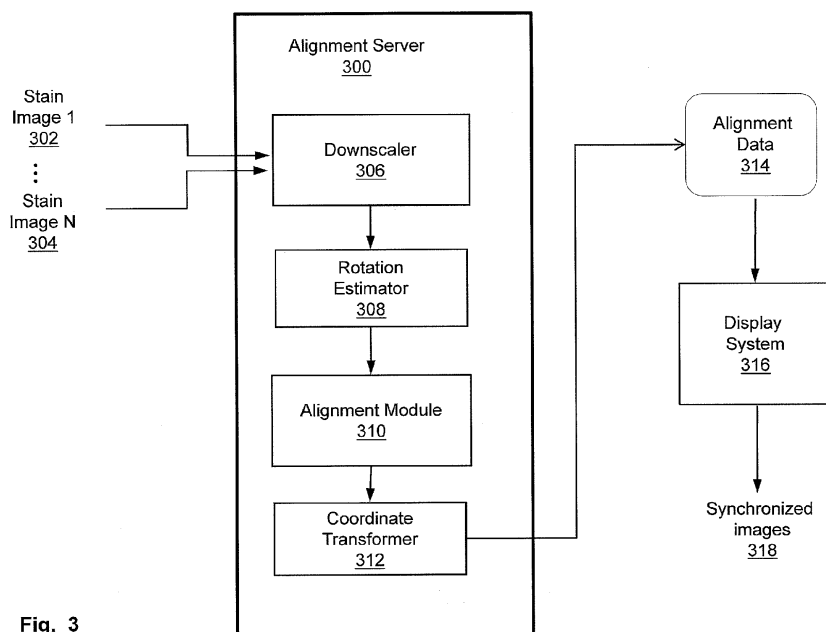 Alignment Server
300
Stain
Image 1
302
⋮
Stain
Image N
304
Downscaler
306
Rotation
Estimator
308
Alignment Module
310
Coordinate
Transformer
312
Alignment
Data
314
Display
System
316
Synchronized
images
318
Fig. 3